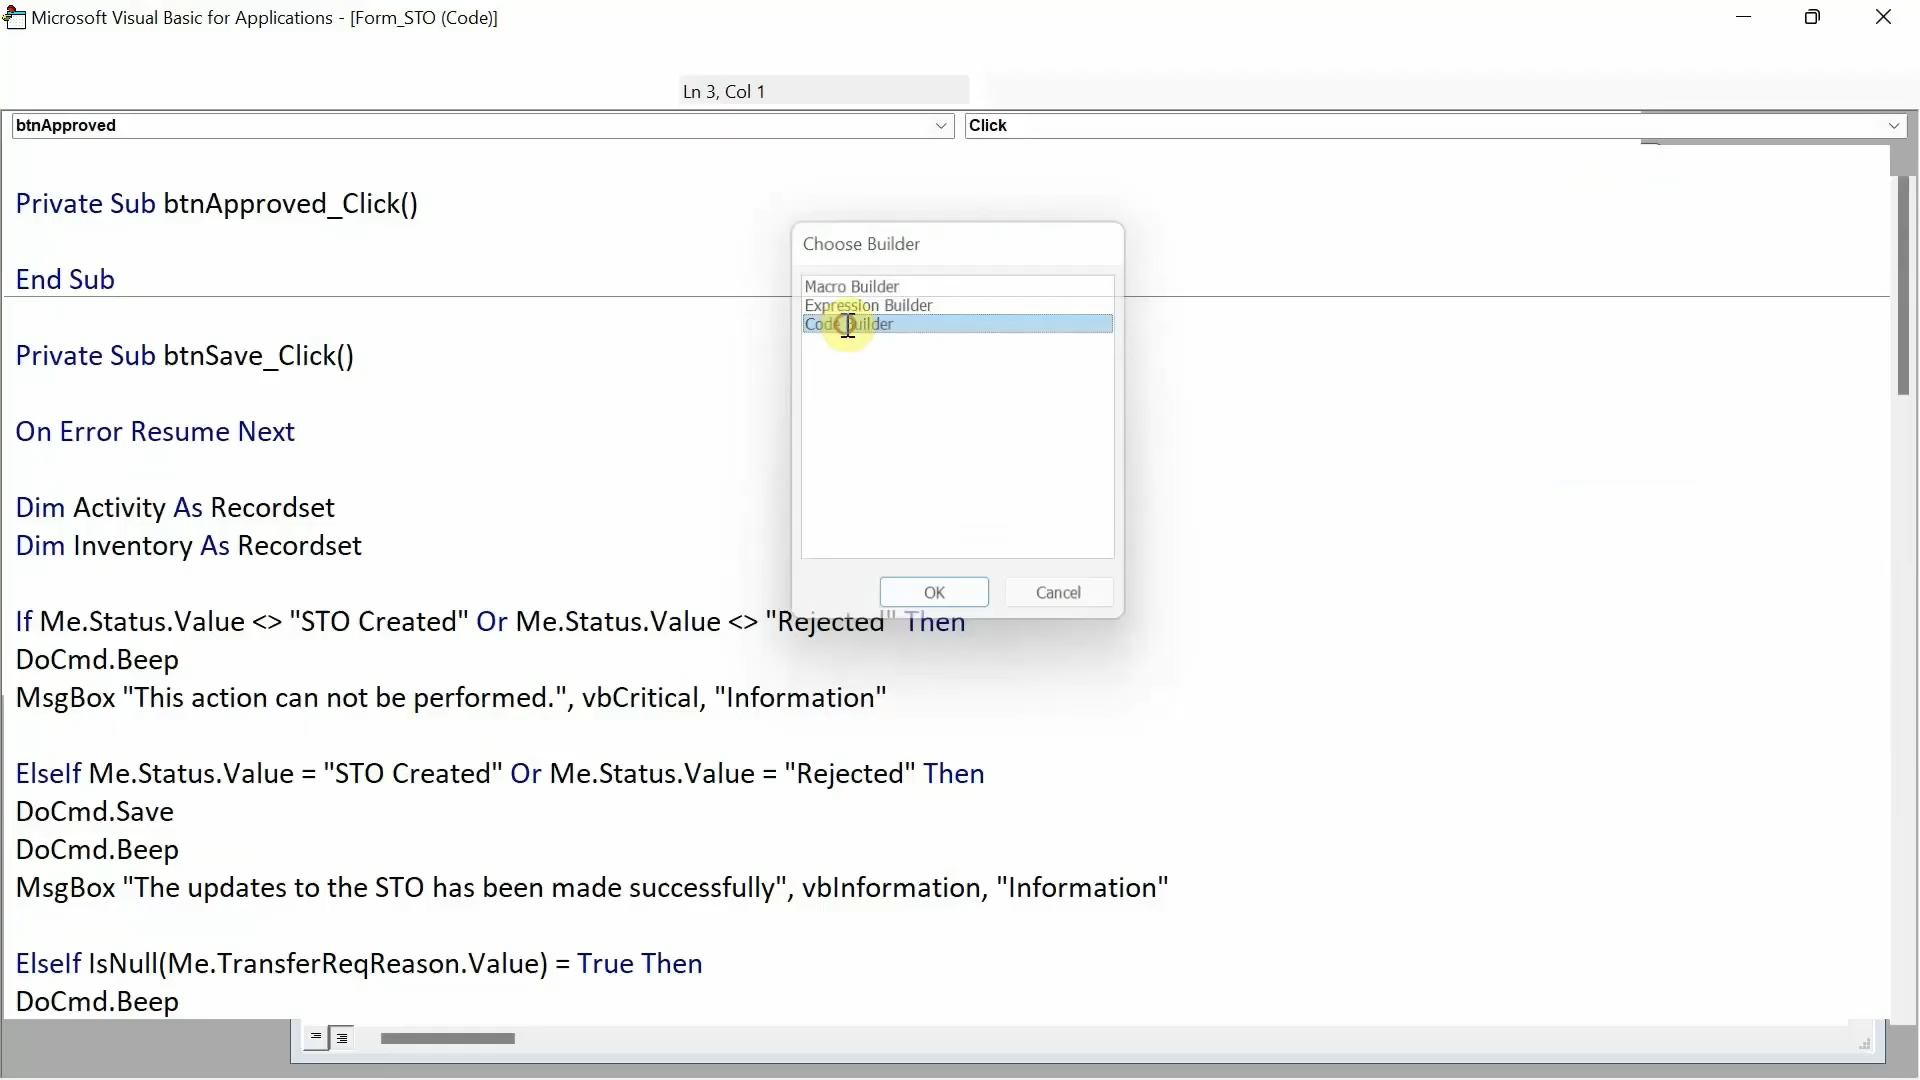 Microsoft Visual Basic for Applications - [Form_STO (Code)]
Ln 3, Col 1
btnApproved
Click
Private Sub btnApproved_Click()
End Sub
Choose Builder
Macro Builder
Expression Builder
Code Builder
OK
Cancel
Private Sub btnSave_Click()
On Error Resume Next
Dim Activity As Recordset
Dim Inventory As Recordset
If Me.Status.Value <> "STO Created" Or Me.Status.Value <> "Rejected" Then
DoCmd.Beep
MsgBox "This action can not be performed.", vbCritical, "Information"
ElseIf Me.Status.Value = "STO Created" Or Me.Status.Value = "Rejected" Then
DoCmd.Save
DoCmd.Beep
MsgBox "The updates to the STO has been made successfully", vbInformation, "Information"
ElseIf IsNull(Me.TransferReqReason.Value) = True Then
DoCmd.Beep